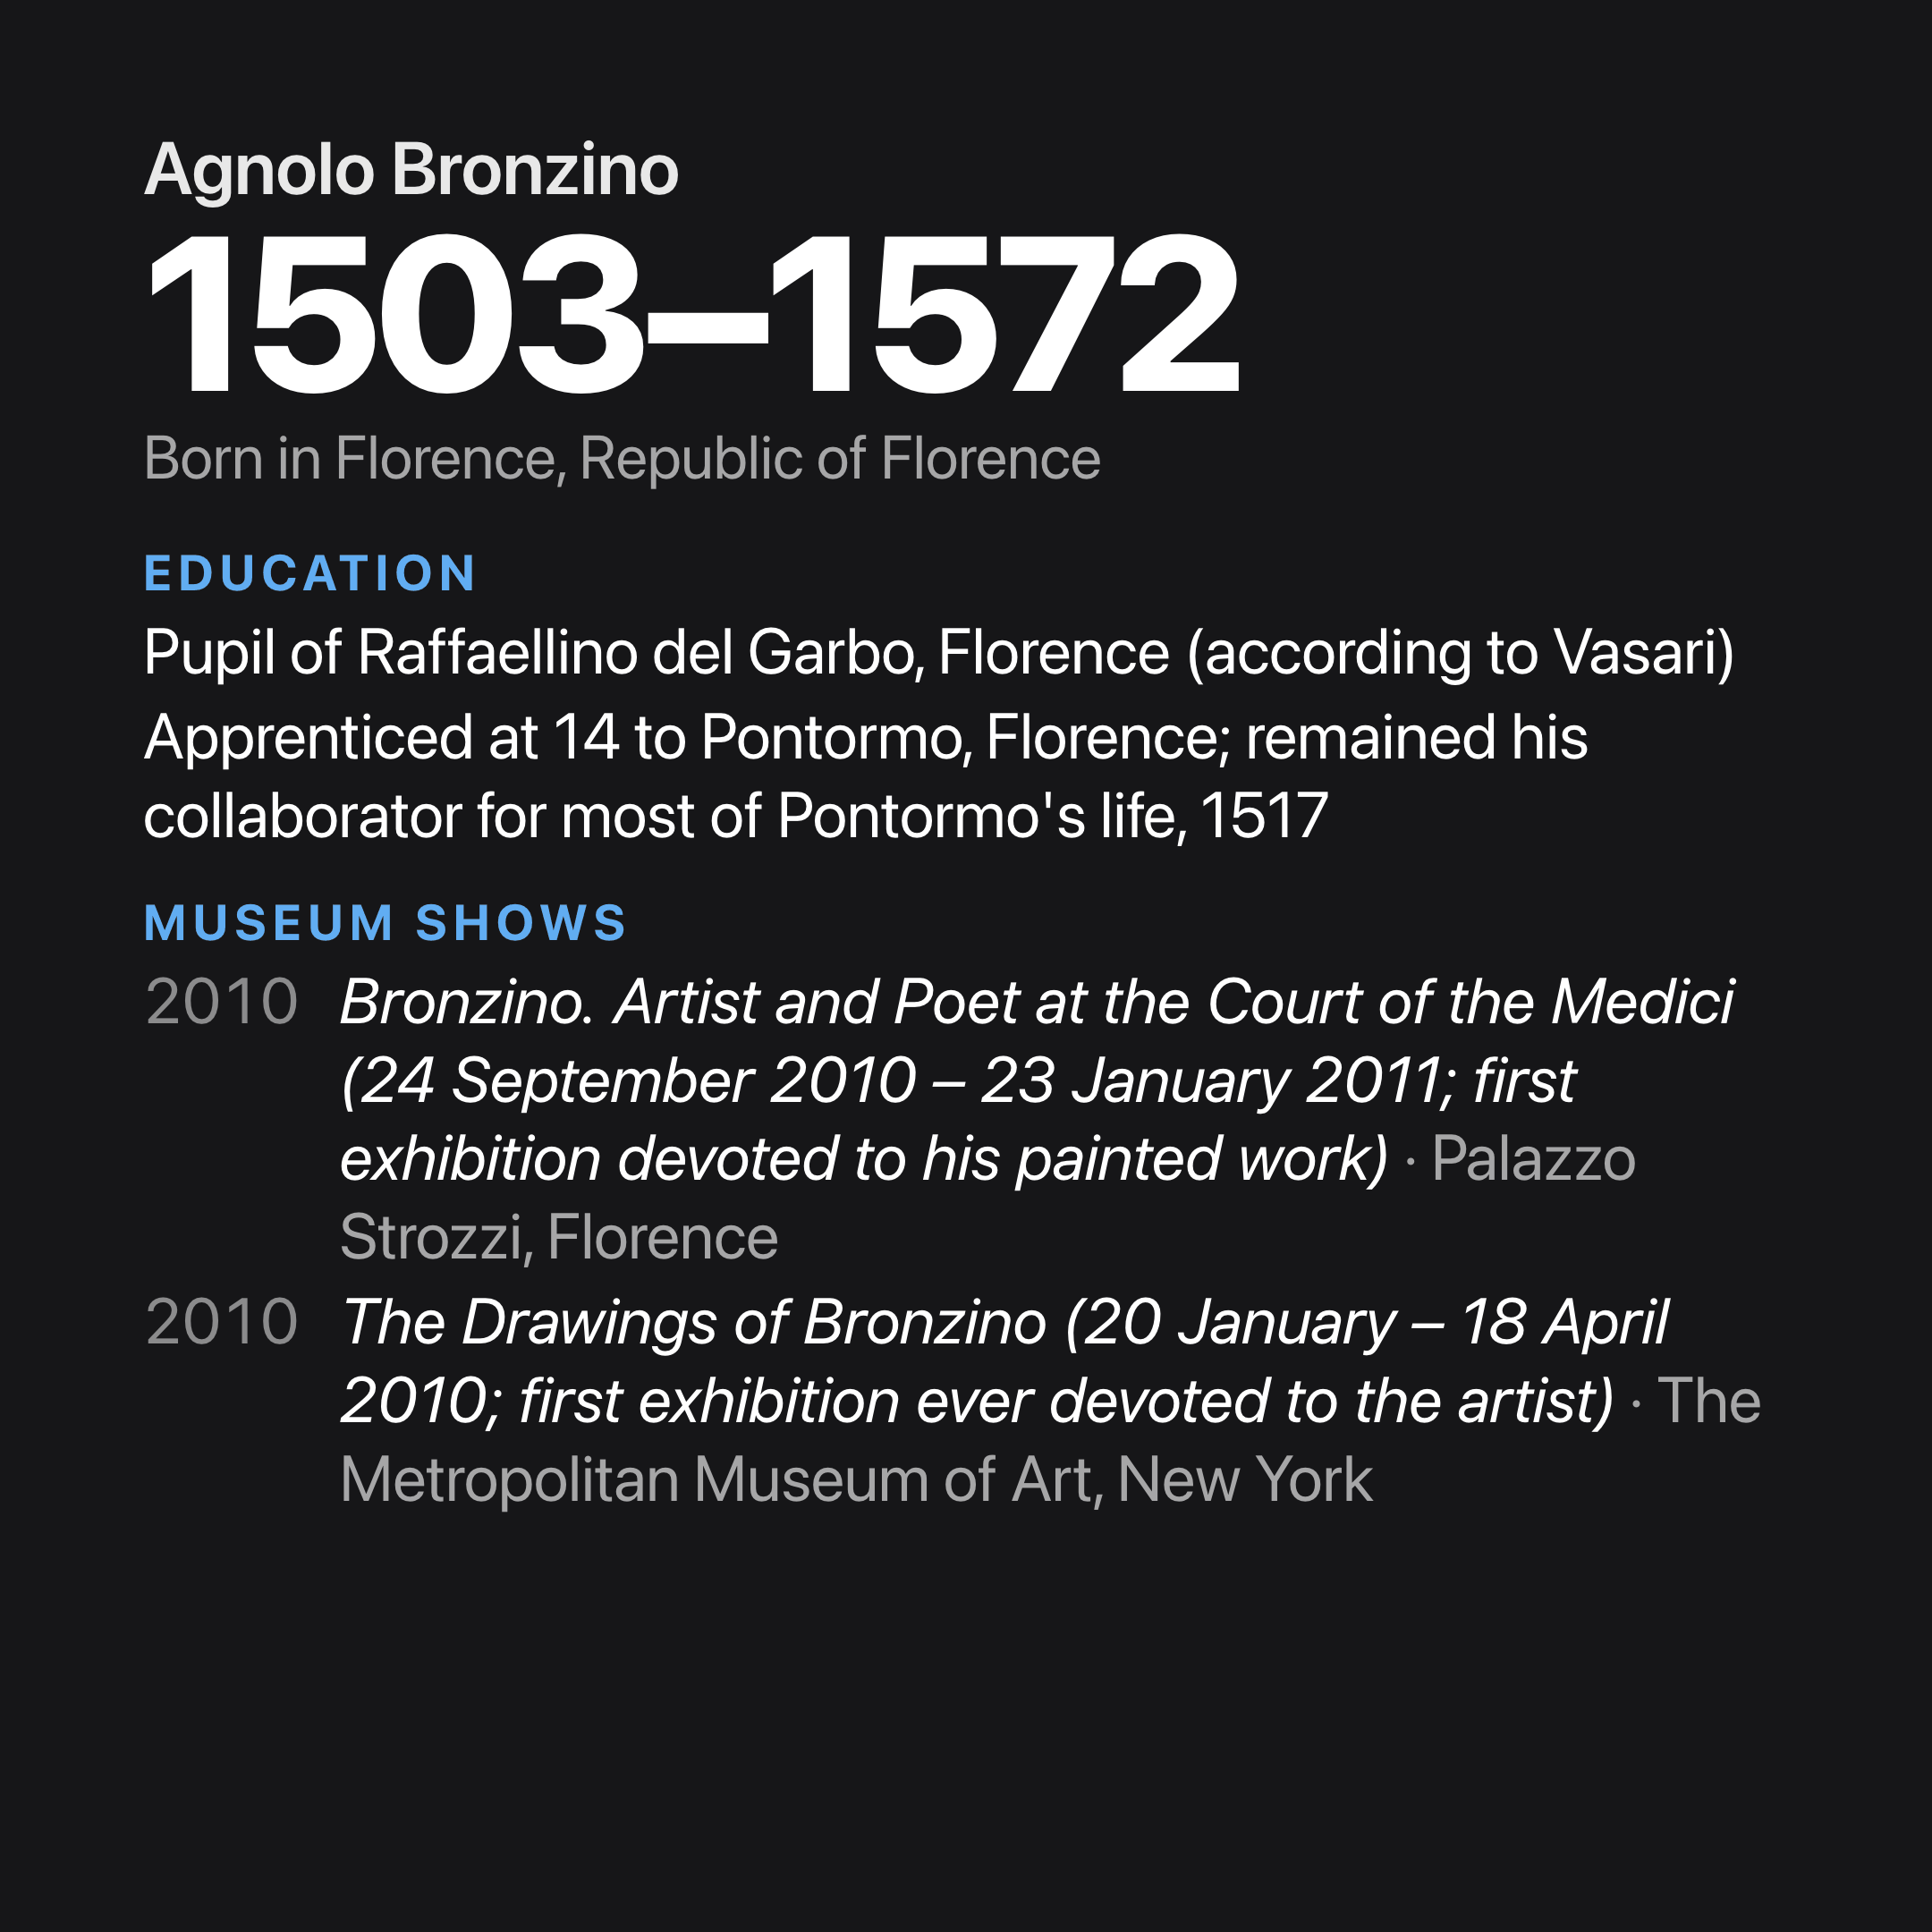 Agnolo Bronzino
1503–1572
Born in Florence, Republic of Florence
EDUCATION
Pupil of Raffaellino del Garbo, Florence (according to Vasari)
Apprenticed at 14 to Pontormo, Florence; remained his
collaborator for most of Pontormo's life, 1517
MUSEUM SHOWS
2010 Bronzino. Artist and Poet at the Court of the Medici
(24 September 2010 – 23 January 2011; first
exhibition devoted to his painted work) · Palazzo
Strozzi, Florence
2010 The Drawings of Bronzino (20 January – 18 April
2010; first exhibition ever devoted to the artist) · The
Metropolitan Museum of Art, New York